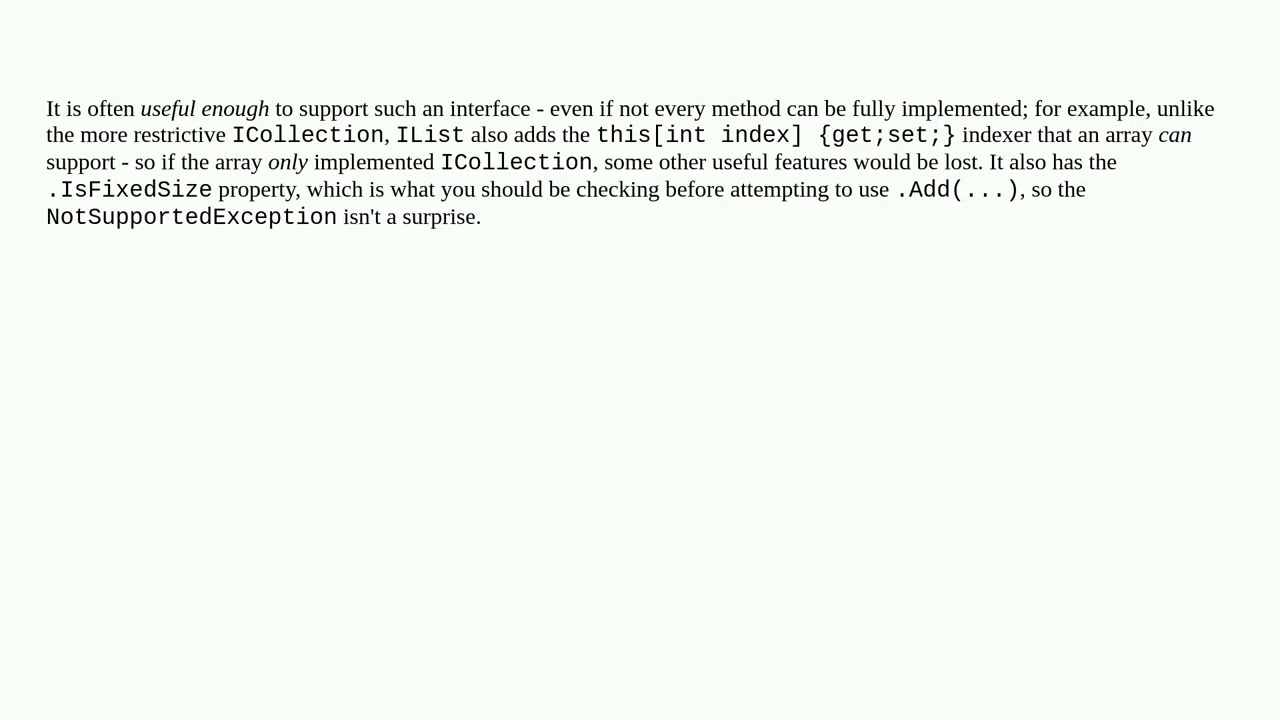 It is often useful enough to support such an interface - even if not every method can be fully implemented; for example, unlike
the more restrictive ICollection, IList also adds the this[int index] {get;set;} indexer that an array can
support - so if the array only implemented ICollection, some other useful features would be lost. It also has the
.IsFixedSize property, which is what you should be checking before attempting to use .Add(...), so the
NotSupportedException isn't a surprise.